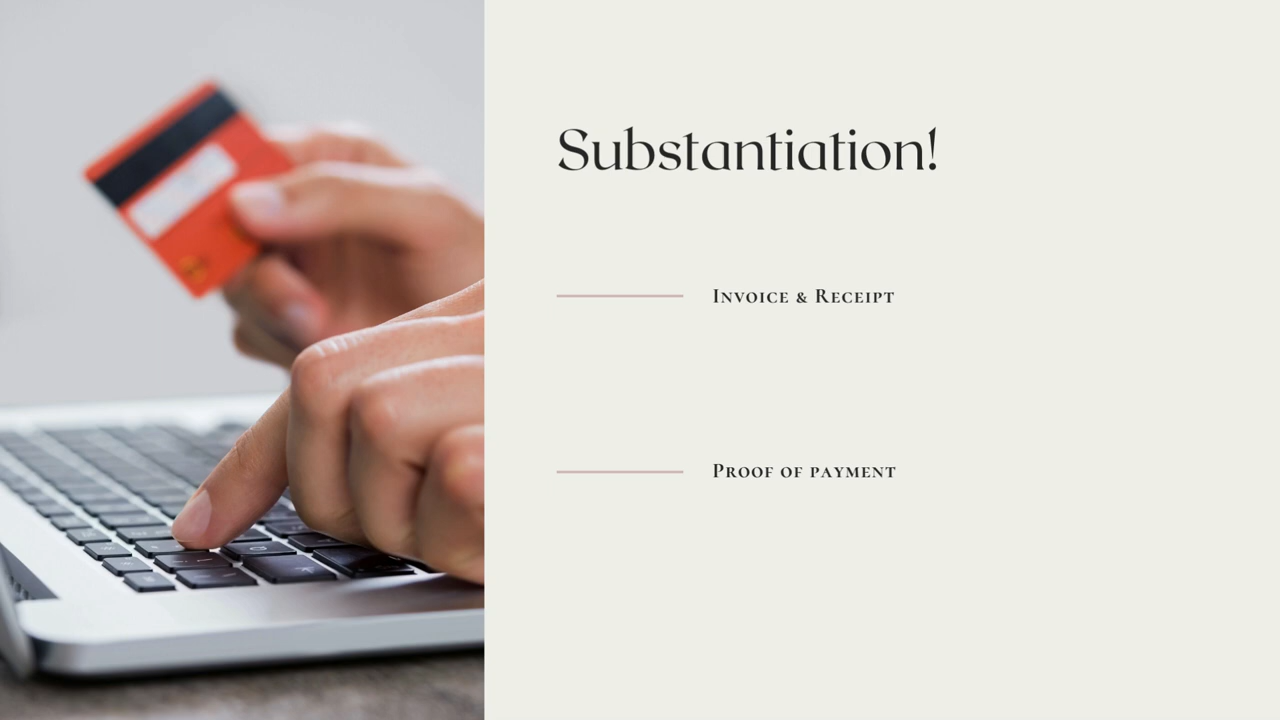 Substantiation!
Invoice & Receipt
Proof of payment